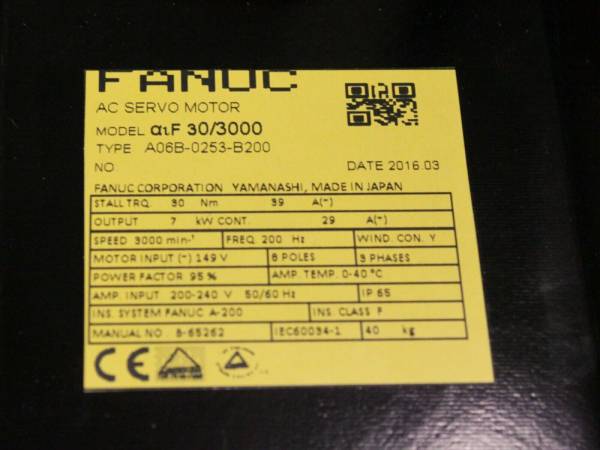 FANUC
AC SERVO MOTOR
MODEL αiF 30/3000
TYPE A06B-0253-B200
NO.
DATE 2016.03
FANUC CORPORATION YAMANASHI, MADE IN JAPAN
STALL TRQ. 30 Nm 39 A(~)
OUTPUT 7 kW CONT. 29 A(~)
SPEED 3000 min-¹ FREQ. 200 Hz WIND. CON. Y
MOTOR INPUT (~) 149 V 8 POLES 3 PHASES
POWER FACTOR 95 % AMP. TEMP. 0-40 °C
AMP. INPUT 200-240 V 50/60 Hz IP 65
INS. SYSTEM FANUC A-200 INS. CLASS F
MANUAL NO. B-65262 IEC60034-1 40 kg
CE